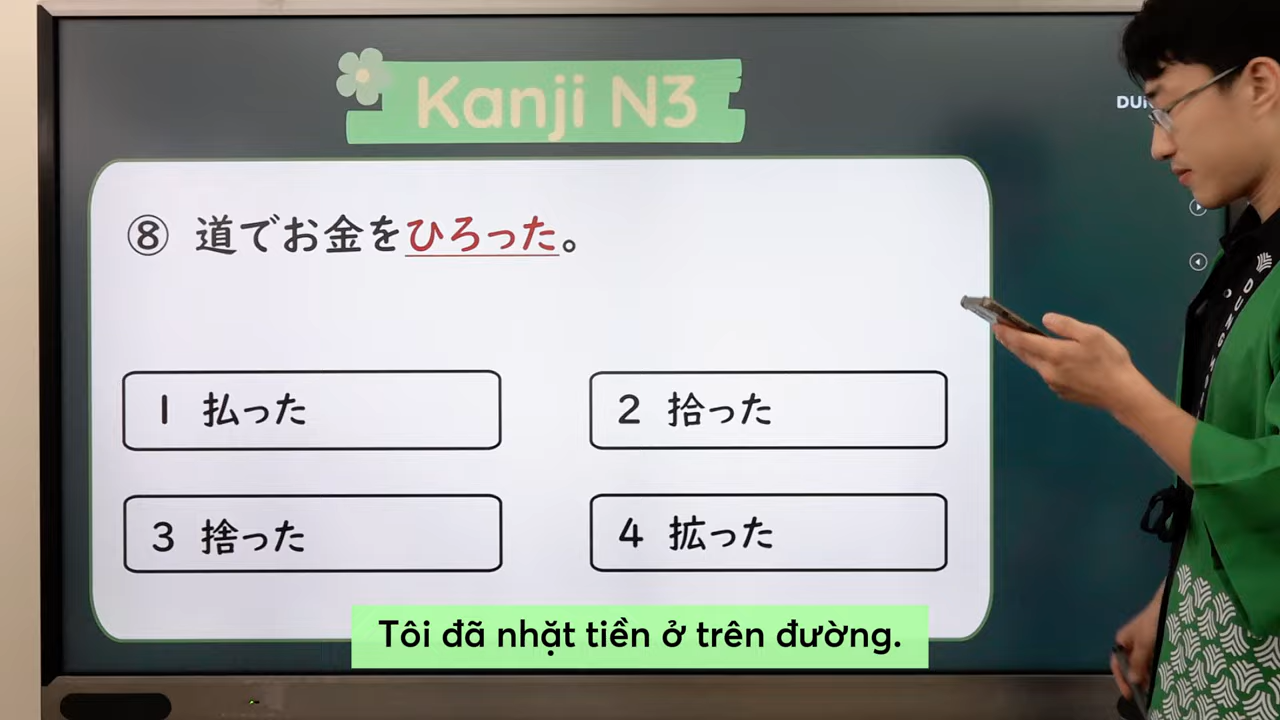 Kanji N3
⑧ 道でお金をひろった。
1 払った
2 拾った
3 捨った
4 拡った
Tôi đã nhặt tiền ở trên đường.